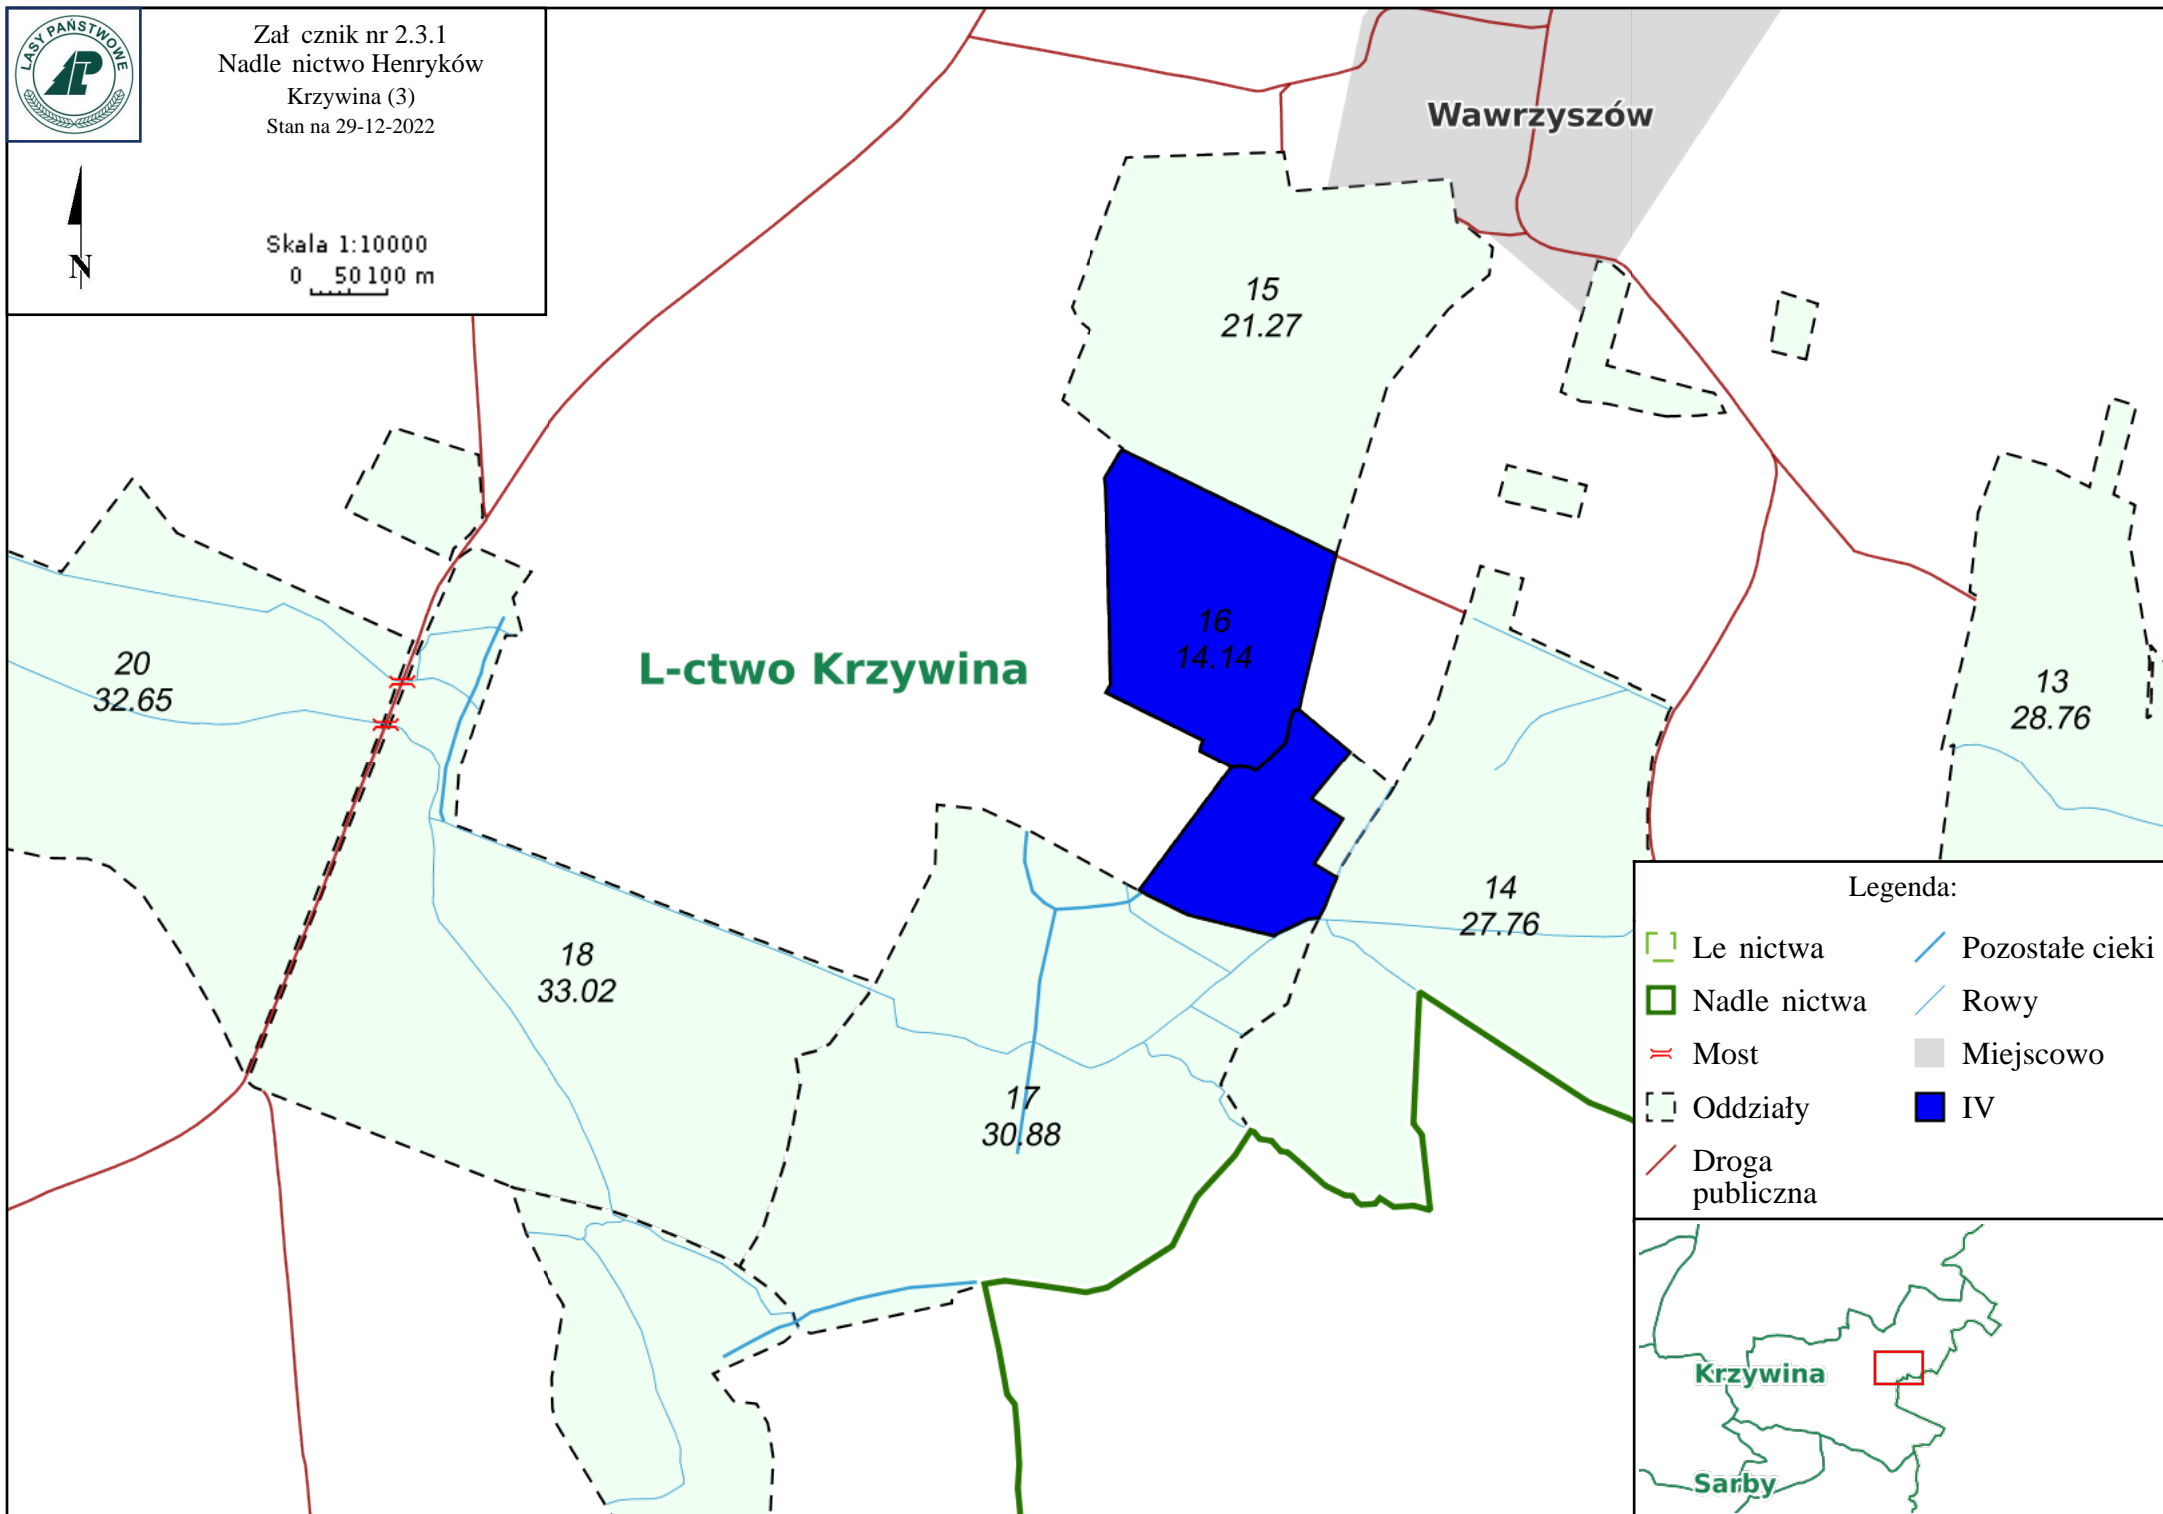 LASY PAŃSTWOWE
Zał cznik nr 2.3.1
Nadle nictwo Henryków
Krzywina (3)
Stan na 29-12-2022
N
Skala 1:10000
0 50 100 m
Wawrzyszów
15
21.27
16
14.14
L-ctwo Krzywina
20
32.65
13
28.76
14
27.76
18
33.02
17
30.88
Legenda:
Le nictwa
Nadle nictwa
Most
Oddziały
Droga
publiczna
Pozostałe cieki
Rowy
Miejscowo
IV
Krzywina
Sarby